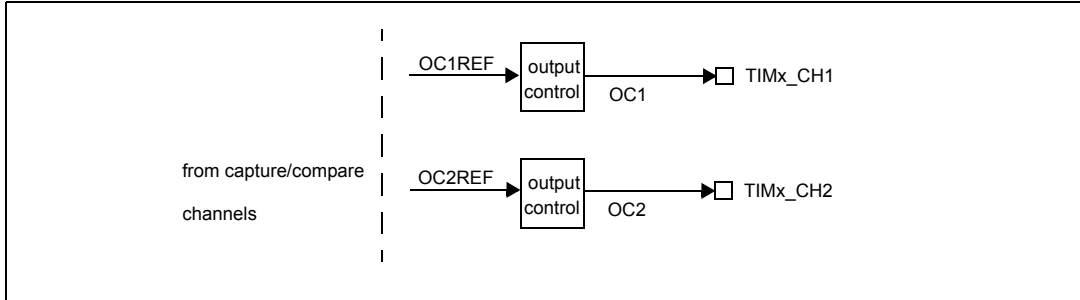 OC1REF
output
control
OC1
TIMx_CH1
from capture/compare
channels
OC2REF
output
control
OC2
TIMx_CH2